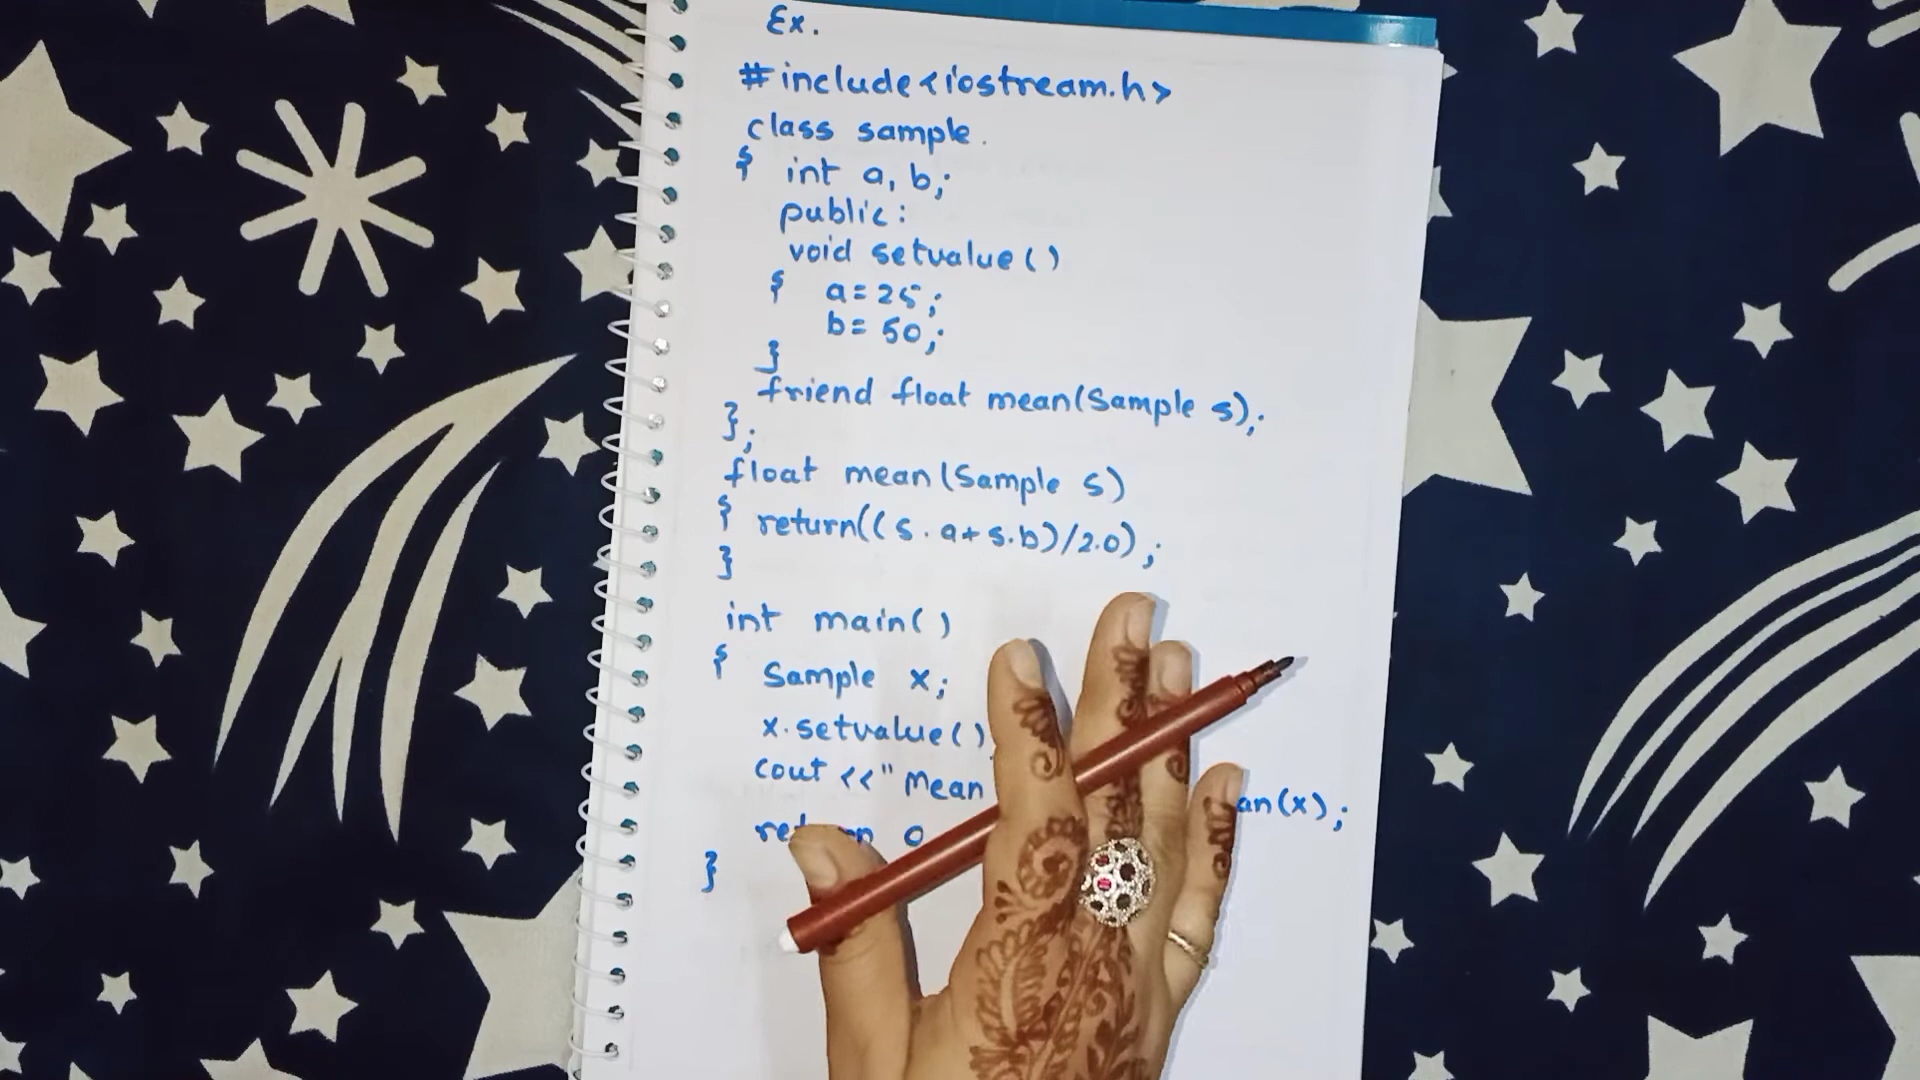 Ex.
#include<iostream.h>
class sample.
{ int a, b;
public:
void setvalue()
{ a=25;
b= 50;
}
friend float mean(Sample s);
};
float mean(Sample s)
{ return((s.a+s.b)/2.0);
}
int main()
{ Sample x;
x.setvalue()
cout <<"Mean an(x);
0
}